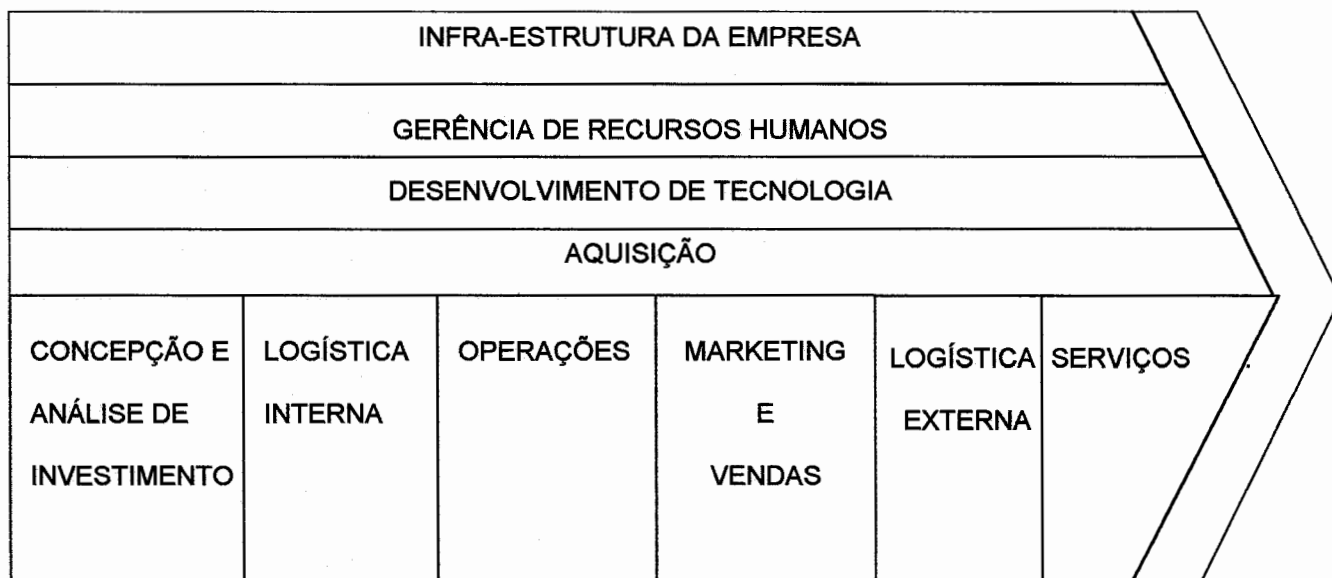 INFRA-ESTRUTURA DA EMPRESA
GERÊNCIA DE RECURSOS HUMANOS
DESENVOLVIMENTO DE TECNOLOGIA
AQUISIÇÃO
CONCEPÇÃO E
ANÁLISE DE
INVESTIMENTO
LOGÍSTICA
INTERNA
OPERAÇÕES
MARKETING
E
VENDAS
LOGÍSTICA
EXTERNA
SERVIÇOS